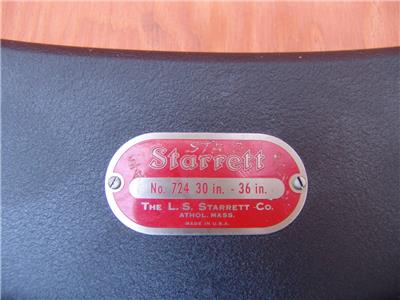 Starrett
No. 724 30 in. - 36 in.
THE L. S. STARRETT CO.
ATHOL, MASS.
MADE IN U.S.A.